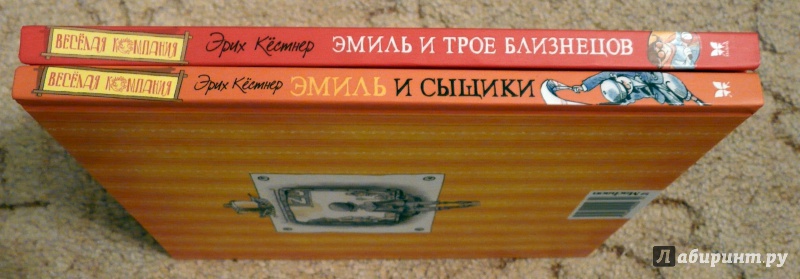 ВЕСЁЛАЯ КОМПАНИЯ Эрих Кёстнер ЭМИЛЬ И ТРОЕ БЛИЗНЕЦОВ
ВЕСЁЛАЯ КОМПАНИЯ Эрих Кёстнер ЭМИЛЬ И СЫЩИКИ
Лабиринт.ру